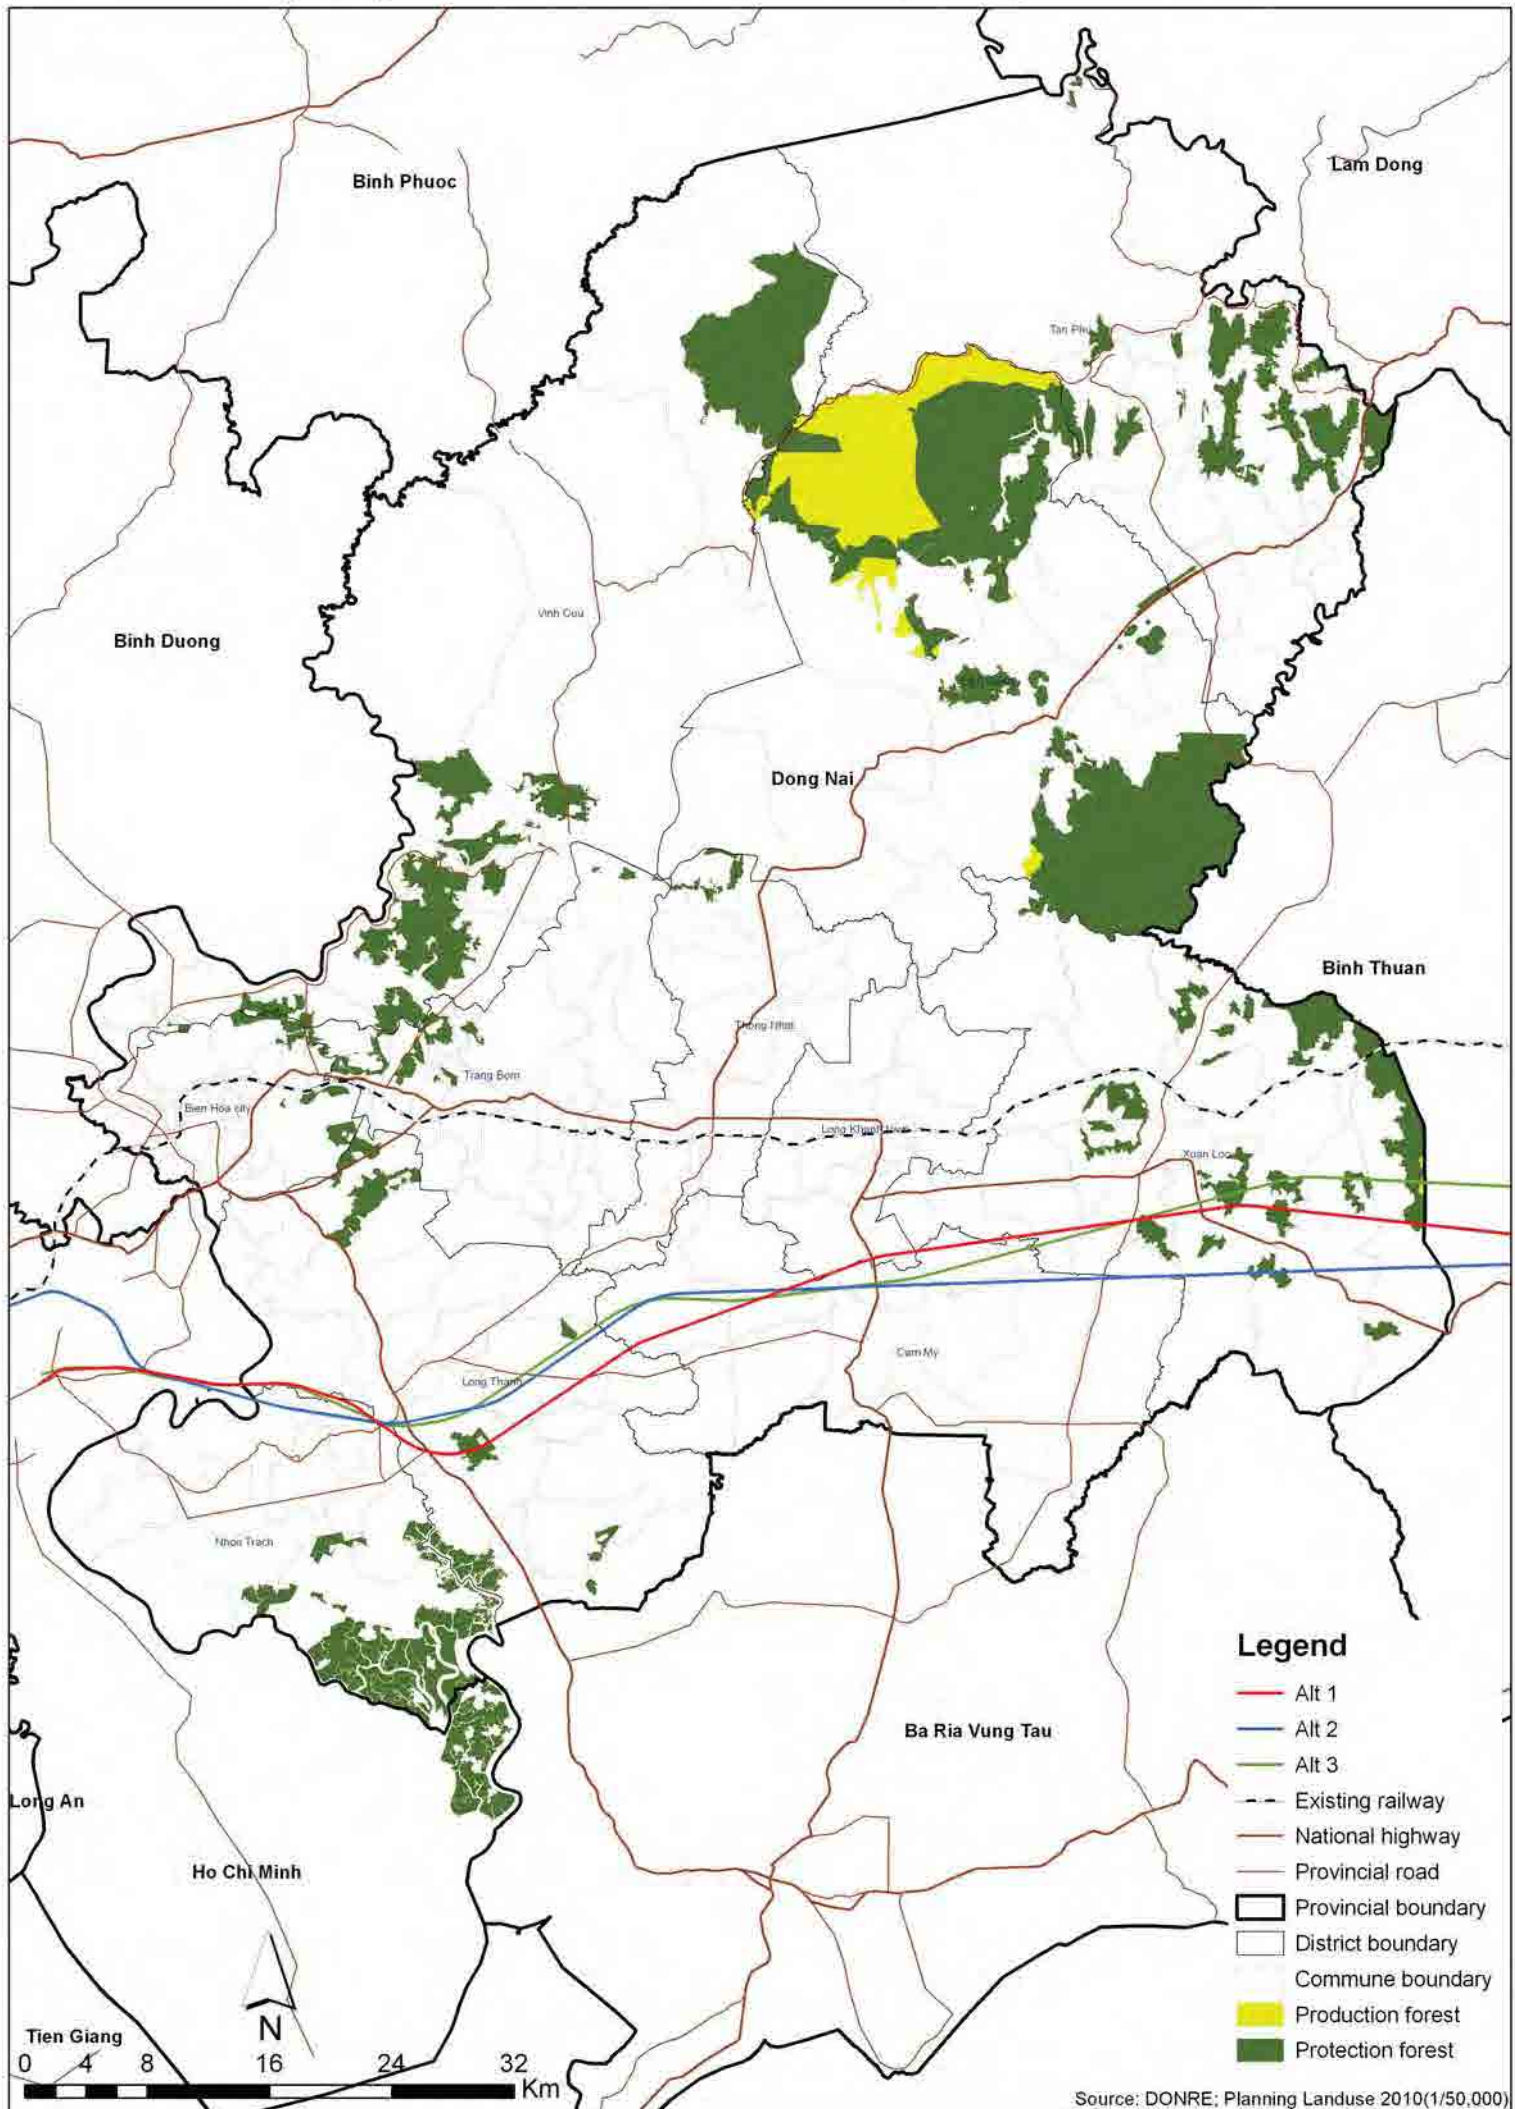 Binh Phuoc
Lam Dong
Tan Phu
Vinh Cuu
Binh Duong
Dong Nai
Binh Thuan
Thong Nhat
Trang Bom
Bien Hoa city
Xuan Loc
Cam My
Long Thanh
Nhon Trach
Ba Ria Vung Tau
Long An
Ho Chi Minh
Tien Giang
N
0 4 8 16 24 32
Km
Legend
Alt 1
Alt 2
Alt 3
Existing railway
National highway
Provincial road
Provincial boundary
District boundary
Commune boundary
Production forest
Protection forest
Source: DONRE; Planning Landuse 2010(1/50,000)